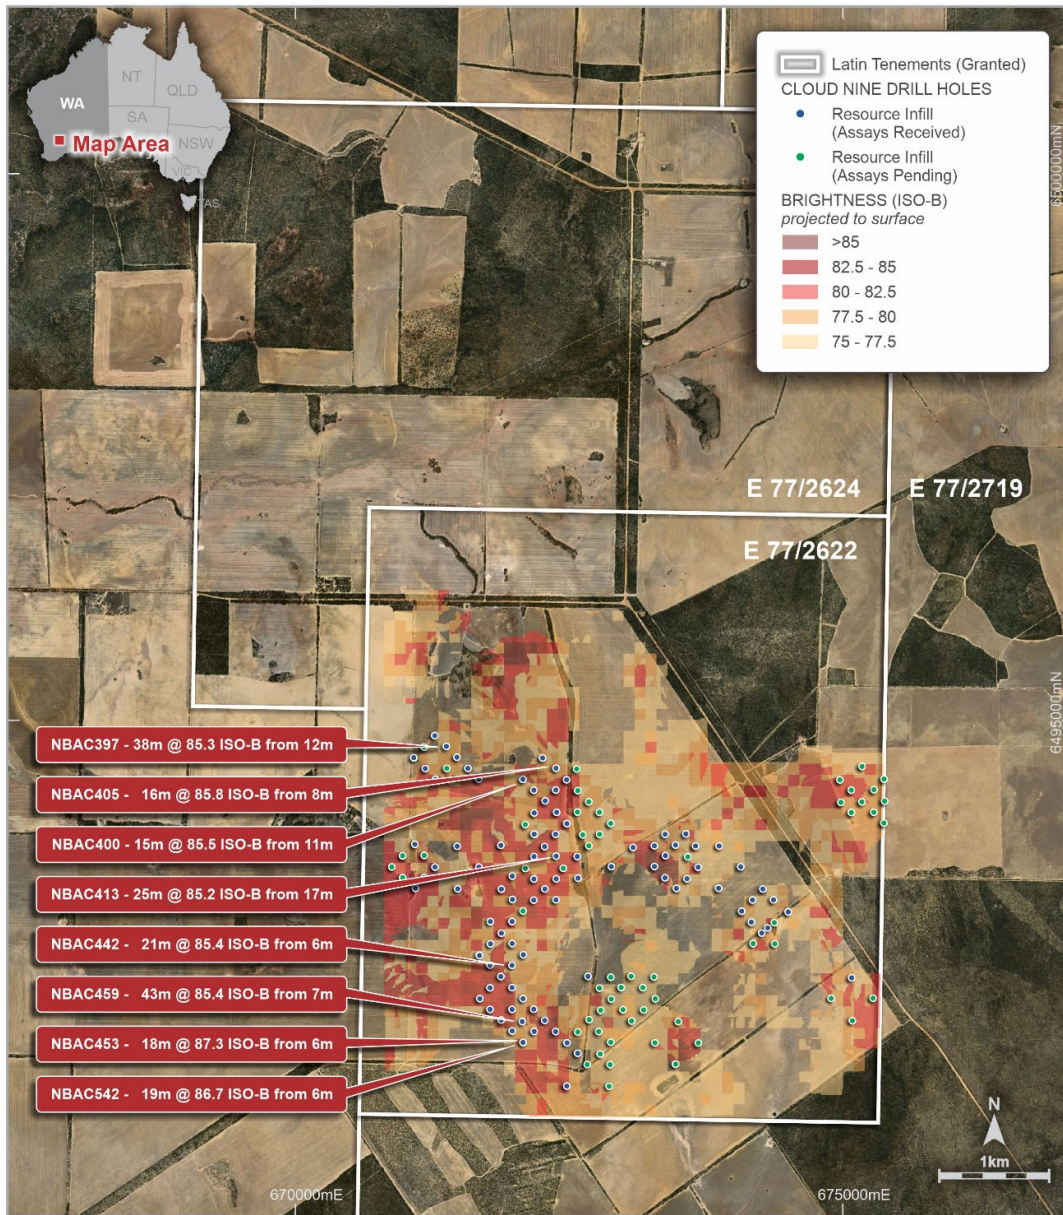 NT
QLD
WA
SA
NSW
VIC
TAS
Map Area
Latin Tenements (Granted)
CLOUD NINE DRILL HOLES
Resource Infill
(Assays Received)
Resource Infill
(Assays Pending)
BRIGHTNESS (ISO-B)
projected to surface
>85
82.5 - 85
80 - 82.5
77.5 - 80
75 - 77.5
E 77/2624
E 77/2719
E 77/2622
6495000mN
NBAC397 - 38m @ 85.3 ISO-B from 12m
NBAC405 - 16m @ 85.8 ISO-B from 8m
NBAC400 - 15m @ 85.5 ISO-B from 11m
NBAC413 - 25m @ 85.2 ISO-B from 17m
NBAC442 - 21m @ 85.4 ISO-B from 6m
NBAC459 - 43m @ 85.4 ISO-B from 7m
NBAC453 - 18m @ 87.3 ISO-B from 6m
NBAC542 - 19m @ 86.7 ISO-B from 6m
N
1km
670000mE
675000mE